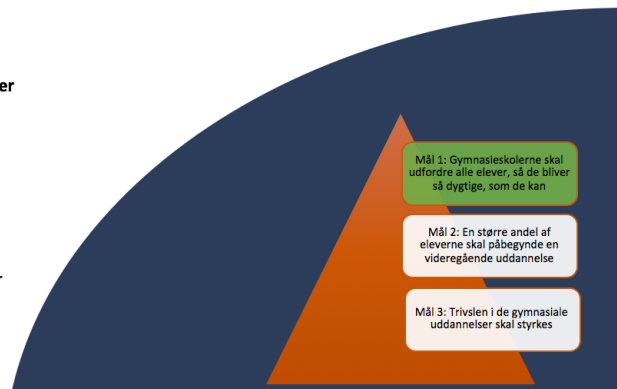 er
Mål 1: Gymnasieskolerne skal
udfordre alle elever, så de bliver
så dygtige, som de kan
Mål 2: En større andel af
eleverne skal påbegynde en
videregående uddannelse
r
Mål 3: Trivslen i de gymnasiale
uddannelser skal styrkes